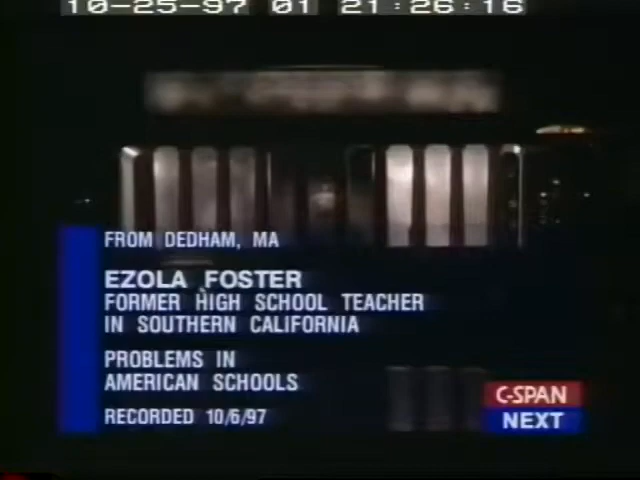 10-25-97 01 21:26:16
FROM DEDHAM, MA
EZOLA FOSTER
FORMER HIGH SCHOOL TEACHER
IN SOUTHERN CALIFORNIA
PROBLEMS IN
AMERICAN SCHOOLS
RECORDED 10/6/97
C-SPAN
NEXT